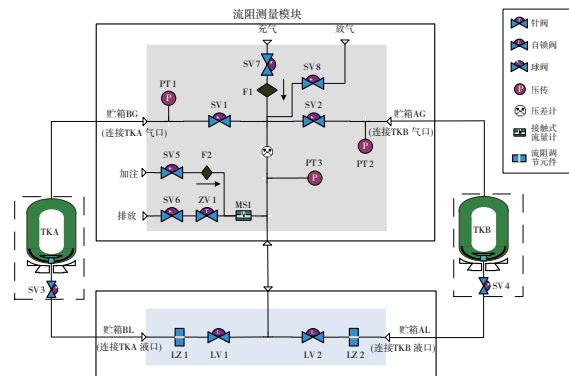 流阻测量模块
充气
放气
SV7
SV8
F1
PT1
P
贮箱BG
(连接TKA 气口)
SV1
SV2
贮箱AG
(连接TKB 气口)
P
PT2
SV5
F2
加注
P
PT3
SV6
ZV1
MS1
排放
TKA
SV3
TKB
SV4
贮箱BL
(连接TKA 液口)
LZ1
LV1
LV2
LZ2
贮箱AL
(连接TKB 液口)
针阀
自锁阀
球阀
P
压传
压差计
接触式
流量计
流阻调
节元件